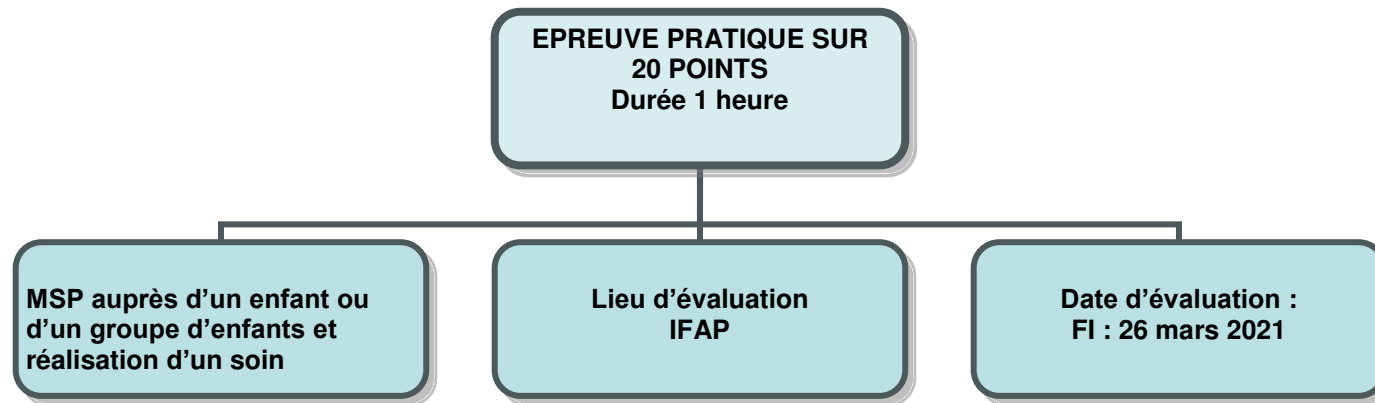 EPREUVE PRATIQUE SUR
20 POINTS
Durée 1 heure
MSP auprès d’un enfant ou
d’un groupe d’enfants et
réalisation d’un soin
Lieu d’évaluation
IFAP
Date d’évaluation :
FI : 26 mars 2021